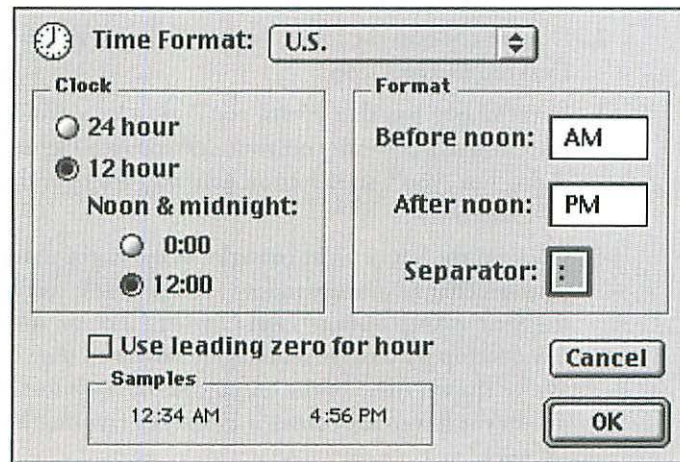 Time Format: U.S.
Clock
24 hour
12 hour
Noon & midnight:
0:00
12:00
Format
Before noon: AM
After noon: PM
Separator: :
Use leading zero for hour
Samples
12:34 AM 4:56 PM
Cancel
OK